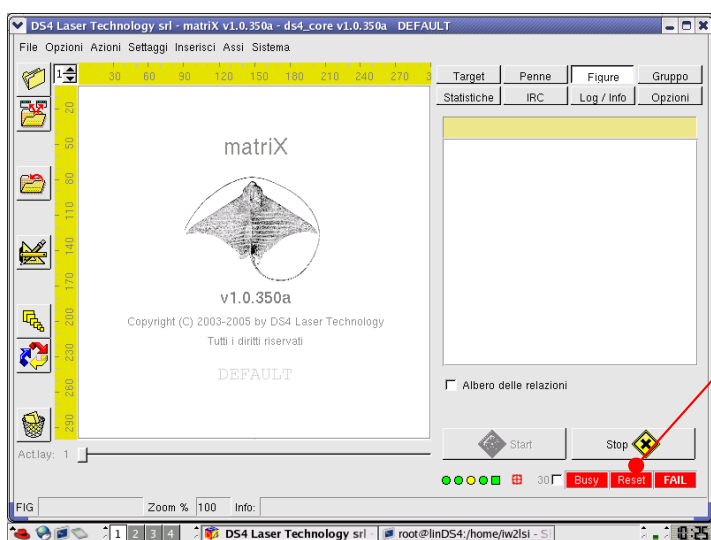 DS4 Laser Technology srl - matriX v1.0.350a - ds4_core v1.0.350a DEFAULT
File Opzioni Azioni Settaggi Inserisci Assi Sistema
1
30 60 90 120 150 180 210 240 270 3
20
50
80
110
140
170
200
230
260
290
matriX
v1.0.350a
Copyright (C) 2003-2005 by DS4 Laser Technology
Tutti i diritti riservati
DEFAULT
Target Penne Figure Gruppo
Statistiche IRC Log / Info Opzioni
Albero delle relazioni
Start Stop
Act.lay: 1
30 Busy Reset FAIL
FIG Zoom % 100 Info:
1 2 3 4 DS4 Laser Technology srl - root@linDS4:/home/iw2lsi - S 0:25